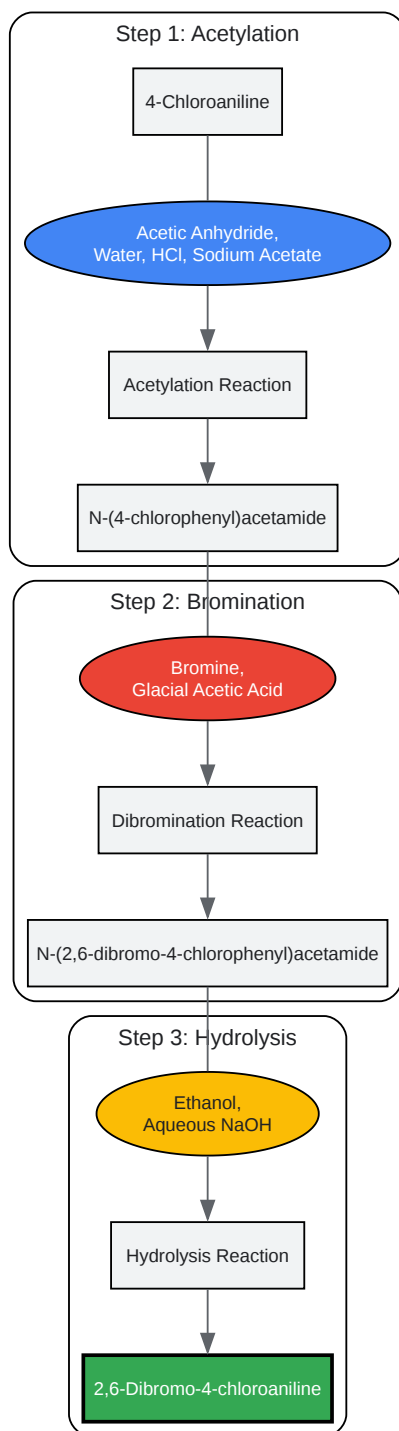 Step 1: Acetylation
4-Chloroaniline
Acetic Anhydride,
Water, HCl, Sodium Acetate
Acetylation Reaction
N-(4-chlorophenyl)acetamide
Step 2: Bromination
Bromine,
Glacial Acetic Acid
Dibromination Reaction
N-(2,6-dibromo-4-chlorophenyl)acetamide
Step 3: Hydrolysis
Ethanol,
Aqueous NaOH
Hydrolysis Reaction
2,6-Dibromo-4-chloroaniline